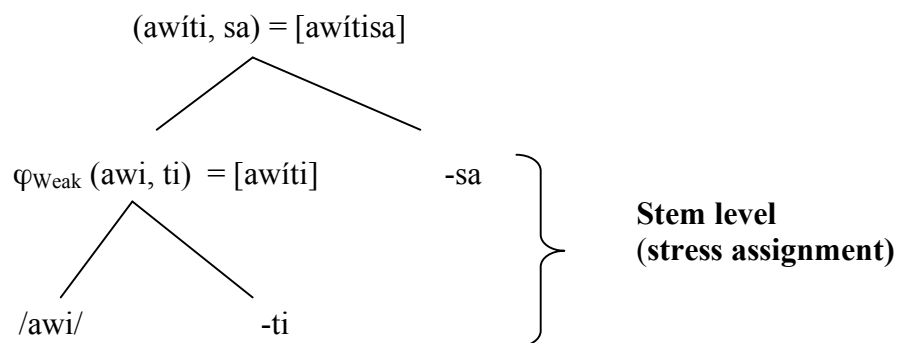 (awíti, sa) = [awítisa]
φWeak (awi, ti) = [awíti] -sa
Stem level
(stress assignment)
/awi/ -ti